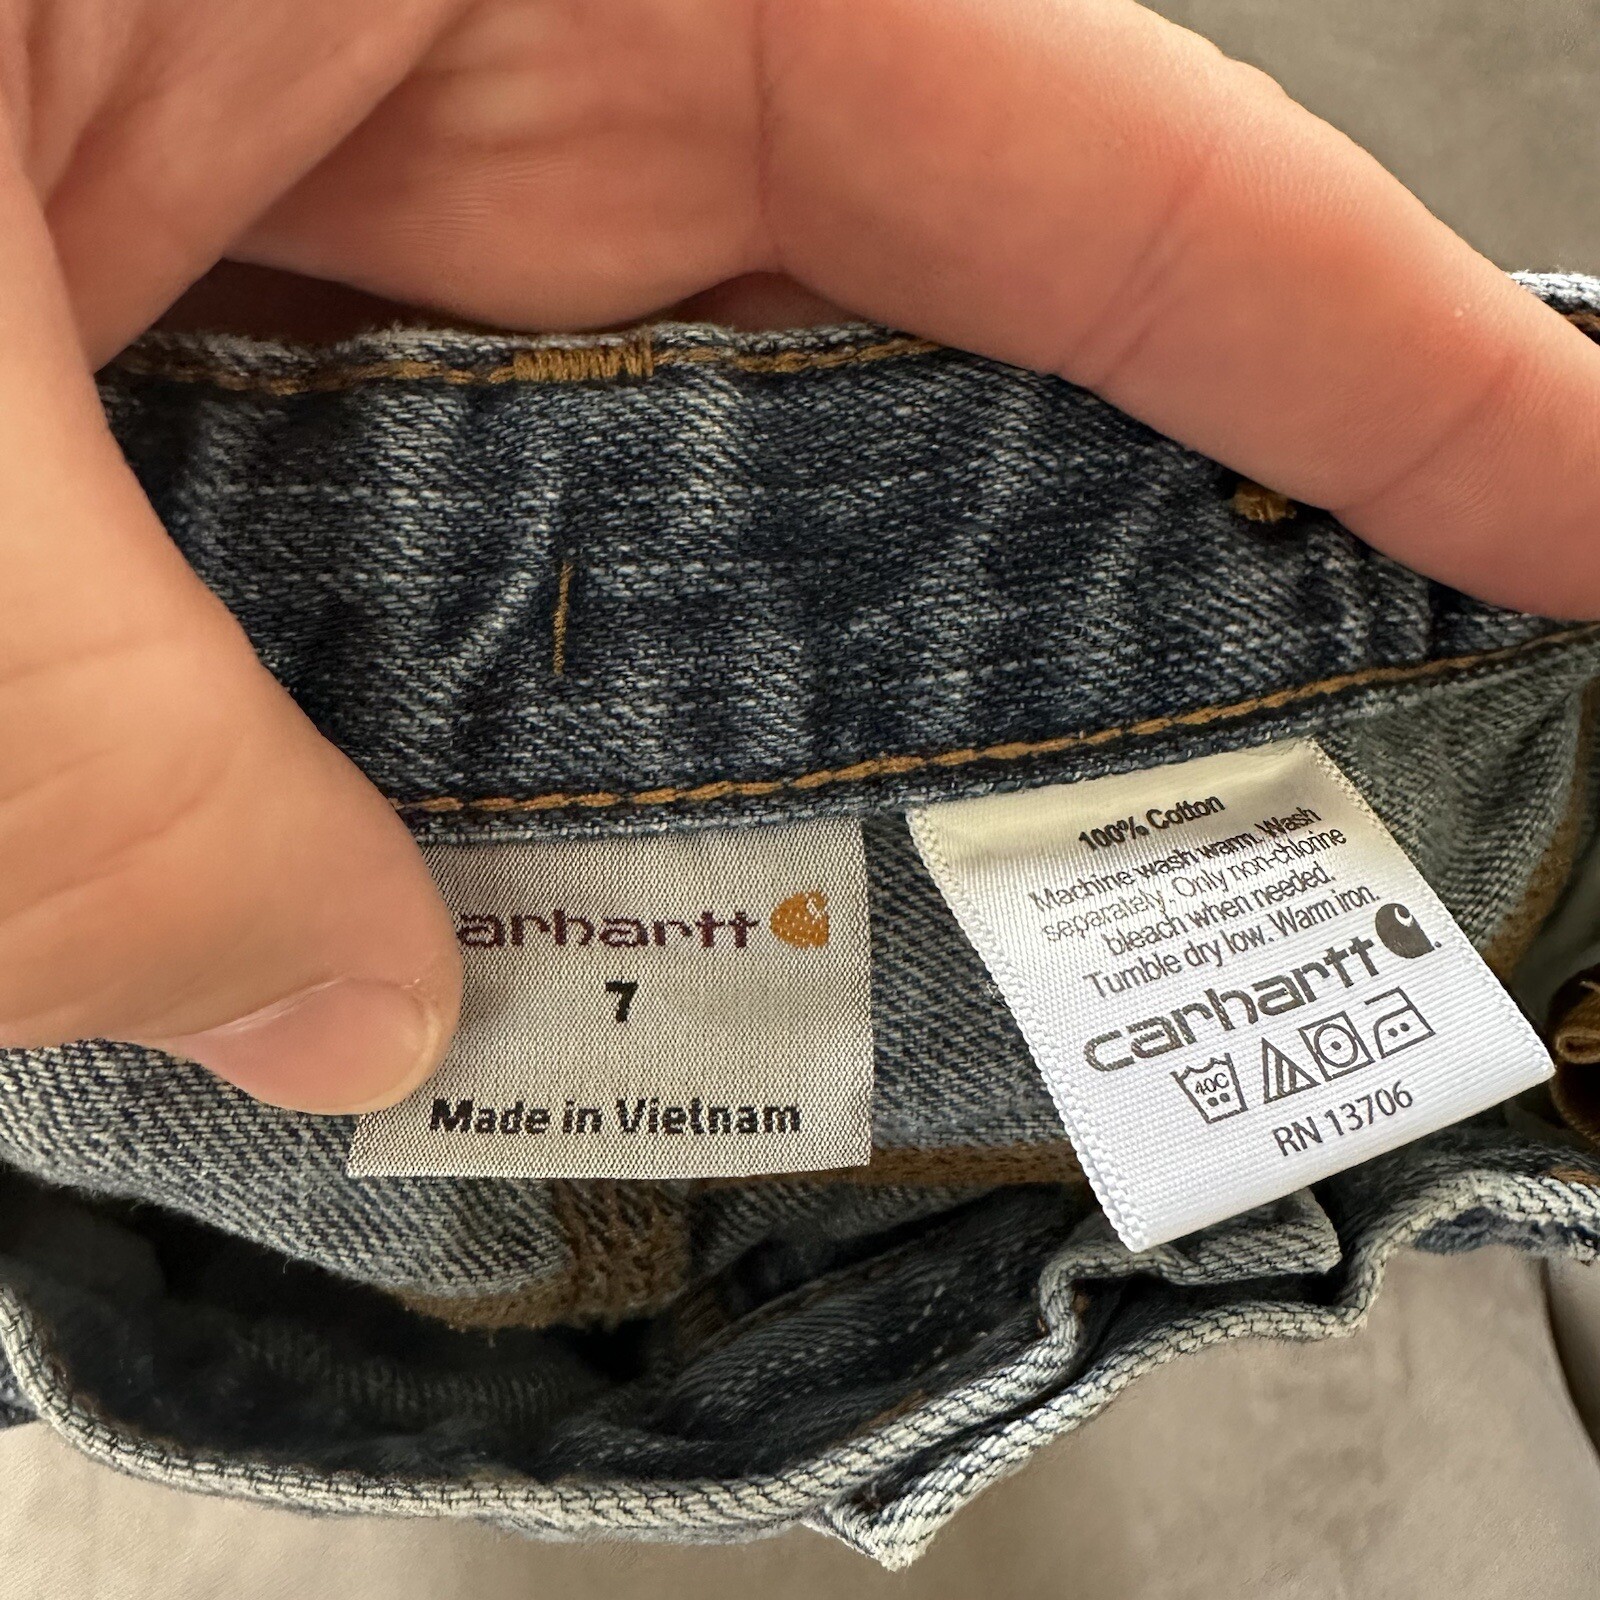 arhartt
7
Made in Vietnam
100% Cotton
Machine wash warm. Wash
separately. Only non-chlorine
bleach when needed.
Tumble dry low. Warm iron.
carhartt
40C
RN 13706